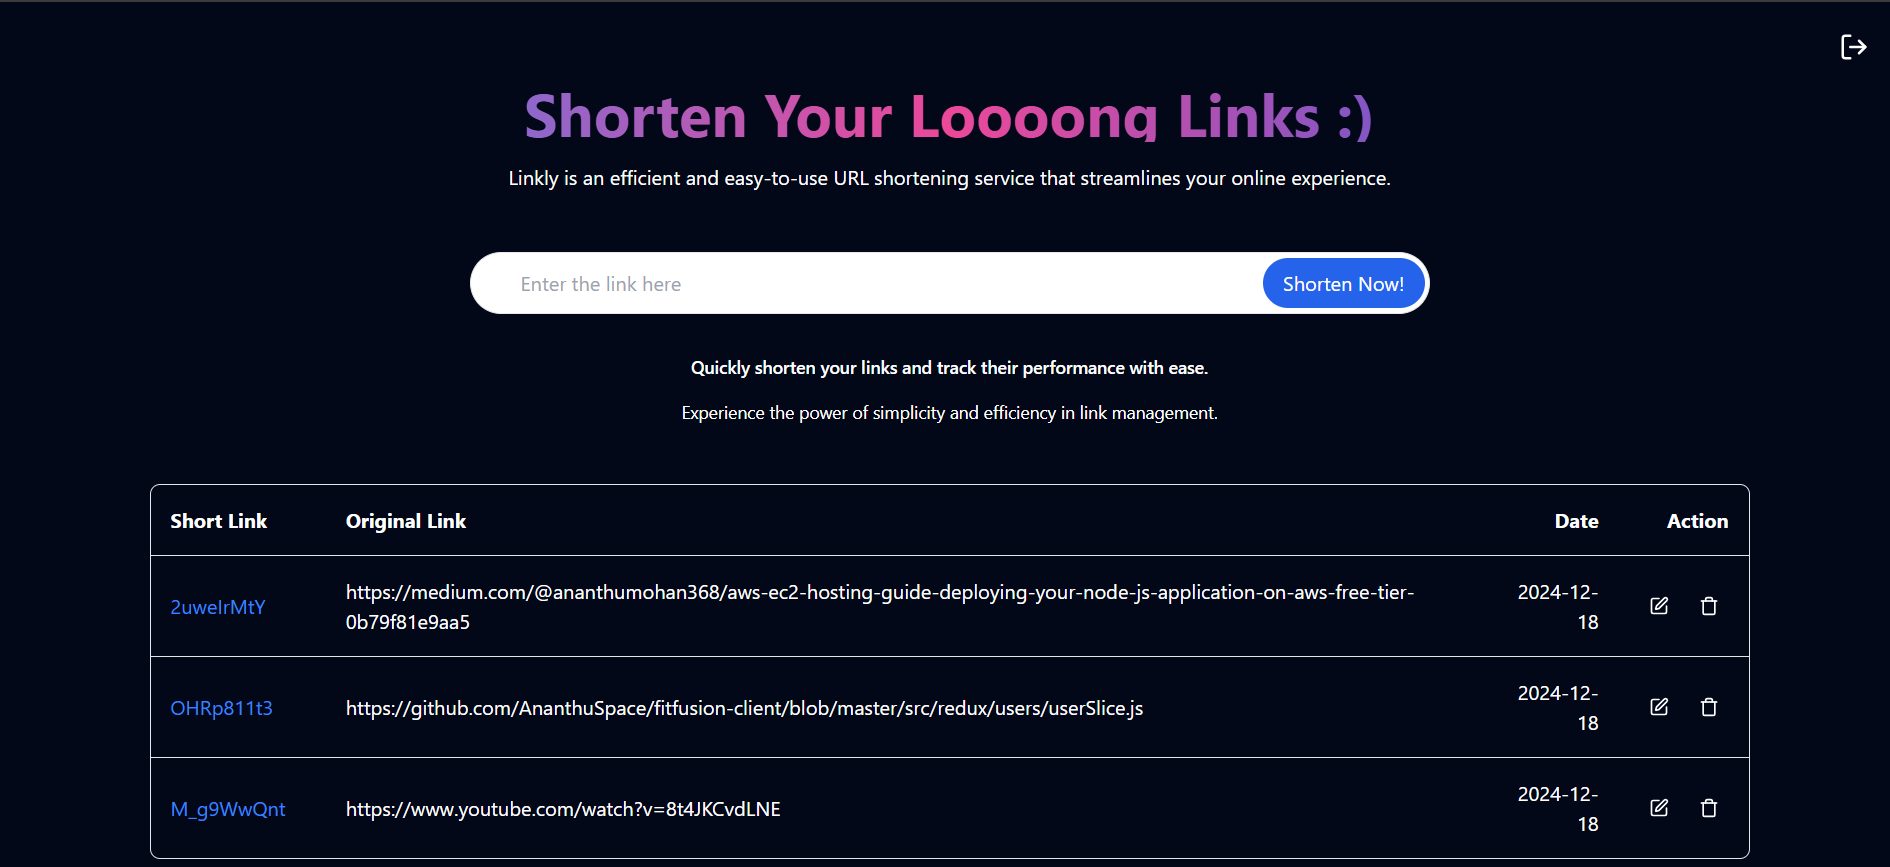 Shorten Your Loooong Links :)
Linkly is an efficient and easy-to-use URL shortening service that streamlines your online experience.
Enter the link here
Shorten Now!
Quickly shorten your links and track their performance with ease.
Experience the power of simplicity and efficiency in link management.
Short Link Original Link Date Action
2uweIrMtY https://medium.com/@ananthumohan368/aws-ec2-hosting-guide-deploying-your-node-js-application-on-aws-free-tier- 2024-12-
0b79f81e9aa5 18
OHRp811t3 https://github.com/AnanthuSpace/fitfusion-client/blob/master/src/redux/users/userSlice.js 2024-12-
18
M_g9WwQnt https://www.youtube.com/watch?v=8t4JKCvdLNE 2024-12-
18